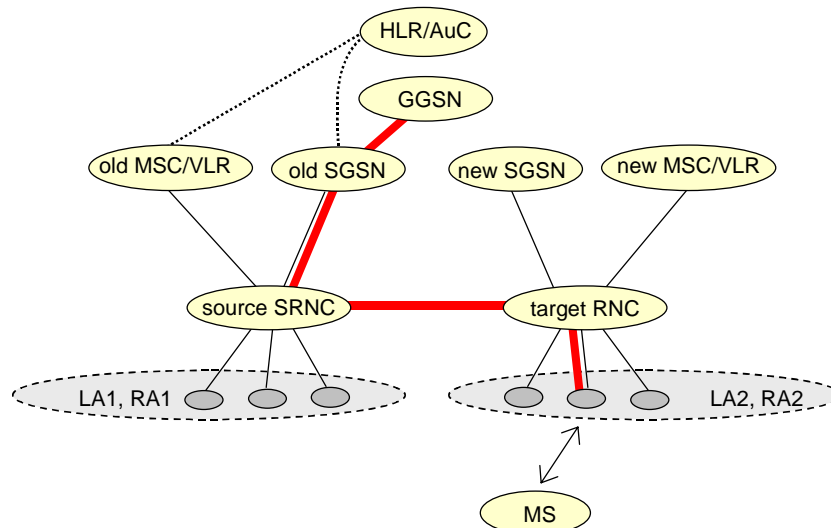 HLR/AuC
GGSN
old MSC/VLR
old SGSN
new SGSN
new MSC/VLR
source SRNC
target RNC
LA1, RA1
LA2, RA2
MS